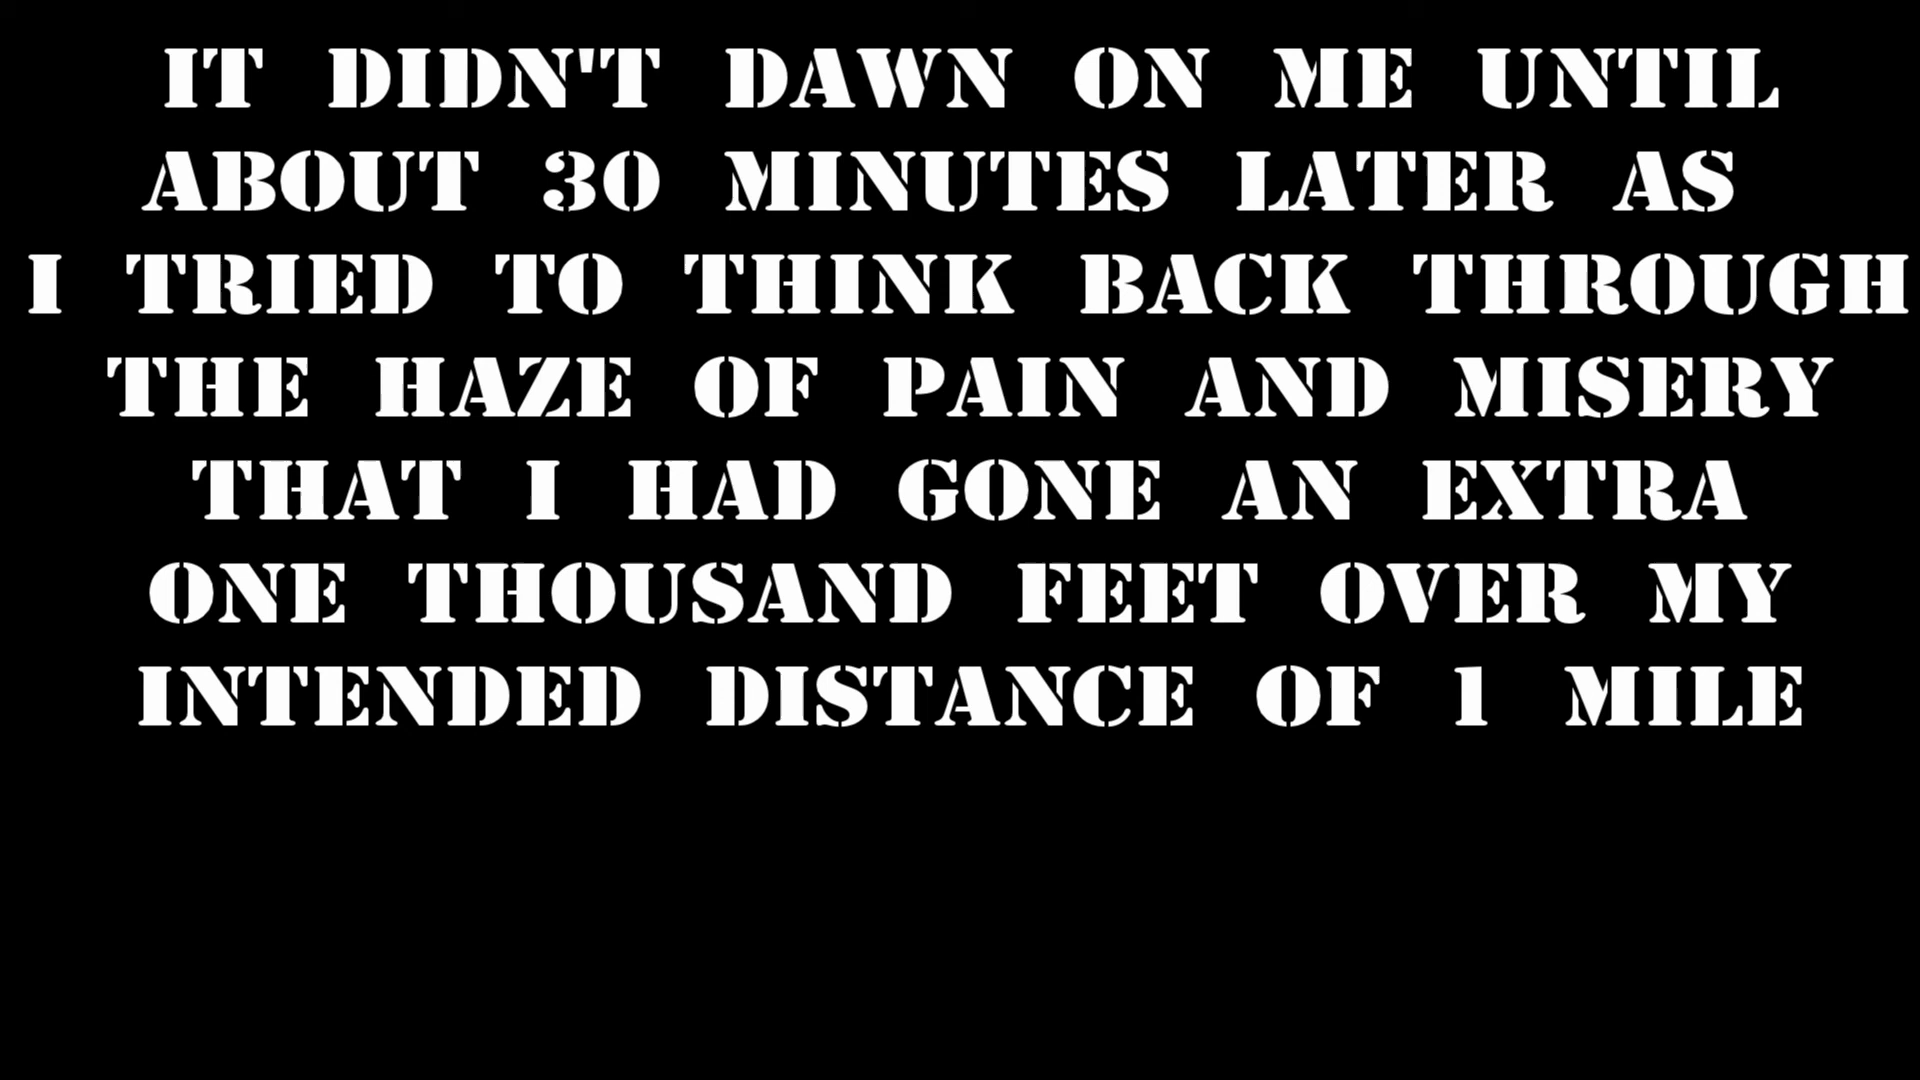 IT DIDN'T DAWN ON ME UNTIL
ABOUT 30 MINUTES LATER AS
I TRIED TO THINK BACK THROUGH
THE HAZE OF PAIN AND MISERY
THAT I HAD GONE AN EXTRA
ONE THOUSAND FEET OVER MY
INTENDED DISTANCE OF 1 MILE